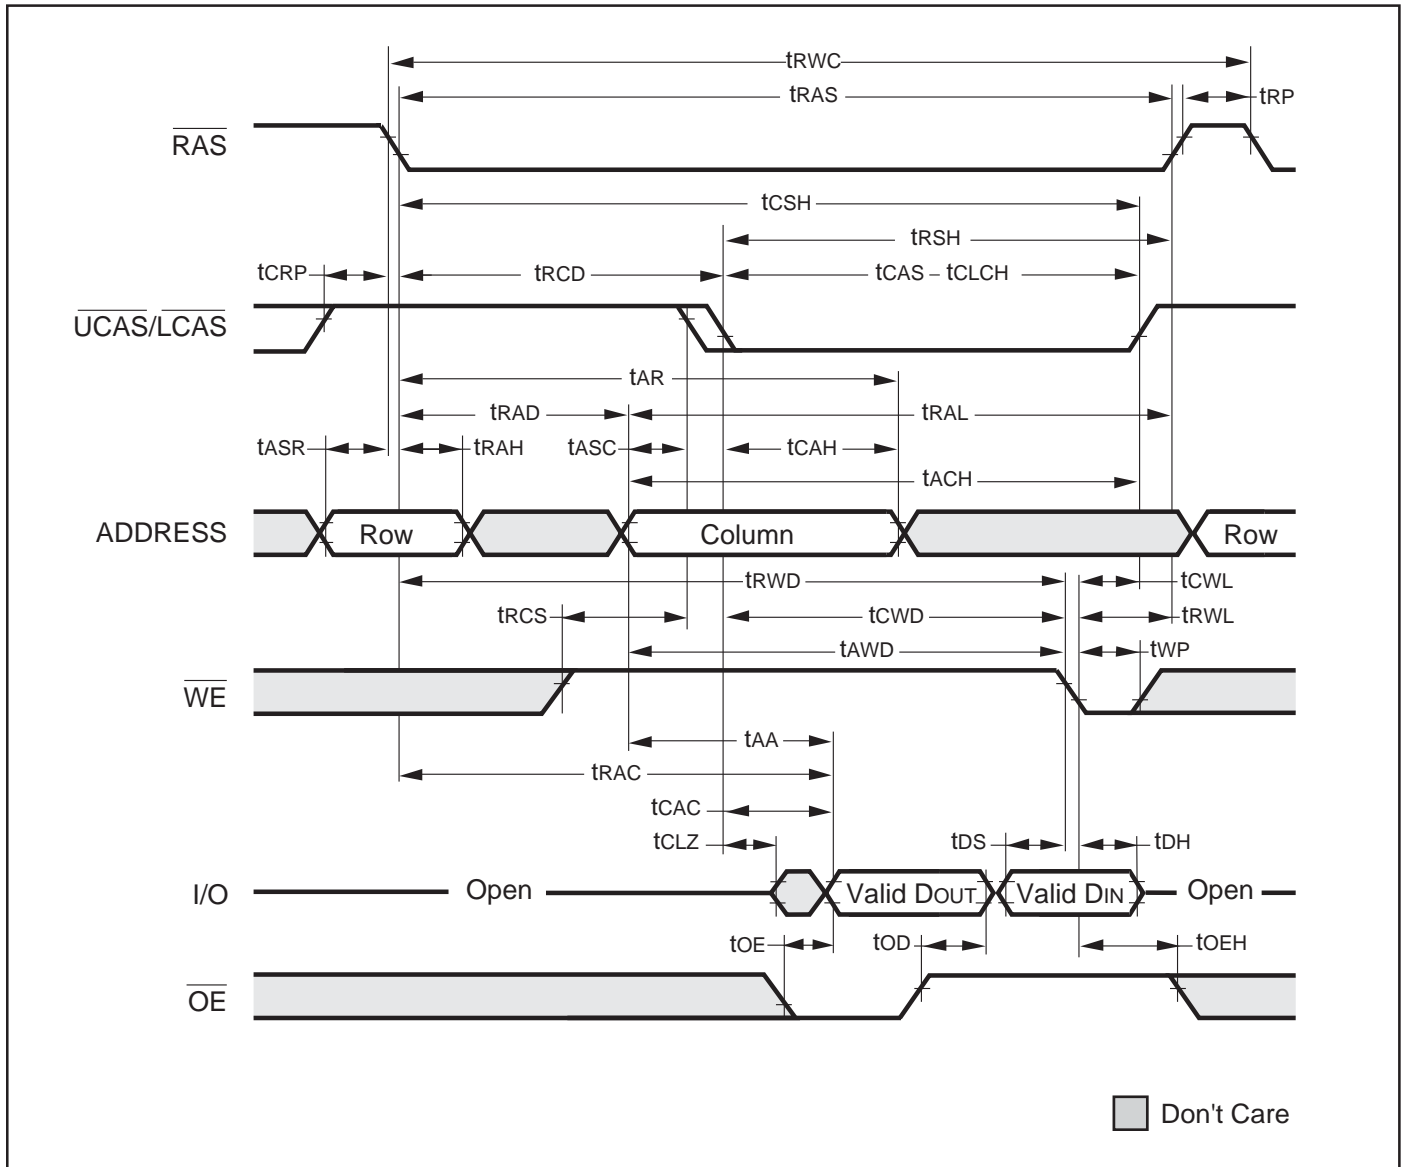 tRWC
tRAS
tRP
RAS
tCSH
tRSH
tCRP
tRCD
tCAS – tCLCH
UCAS/LCAS
tAR
tRAD
tRAL
tASR
tRAH
tASC
tCAH
tACH
ADDRESS
Row
Column
Row
tRWD
tCWL
tRCS
tCWD
tRWL
tAWD
tWP
WE
tAA
tRAC
tCAC
tCLZ
tDS
tDH
I/O
Open
Valid DOUT
Valid DIN
Open
tOE
tOD
tOEH
OE
Don't Care